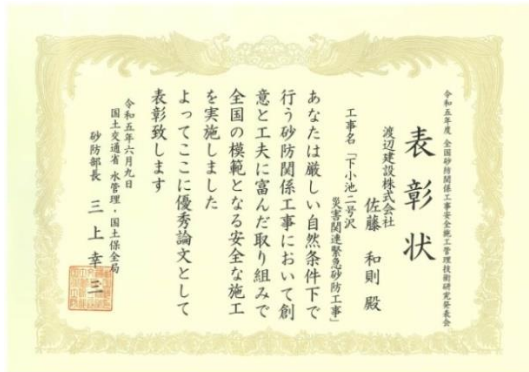 令和五年度 全国砂防関係工事安全施工管理技術研究発表会
表彰状
渡辺建設株式会社
佐藤 和則 殿
工事名「下小池二号沢
災害関連緊急砂防工事」
あなたは厳しい自然条件下で
行う砂防関係工事において創
意と工夫に富んだ取り組みで
全国の模範となる安全な施工
を実施しました
よってここに優秀論文として
表彰致します
令和五年六月九日
国土交通省 水管理・国土保全局
砂防部長 三上幸三